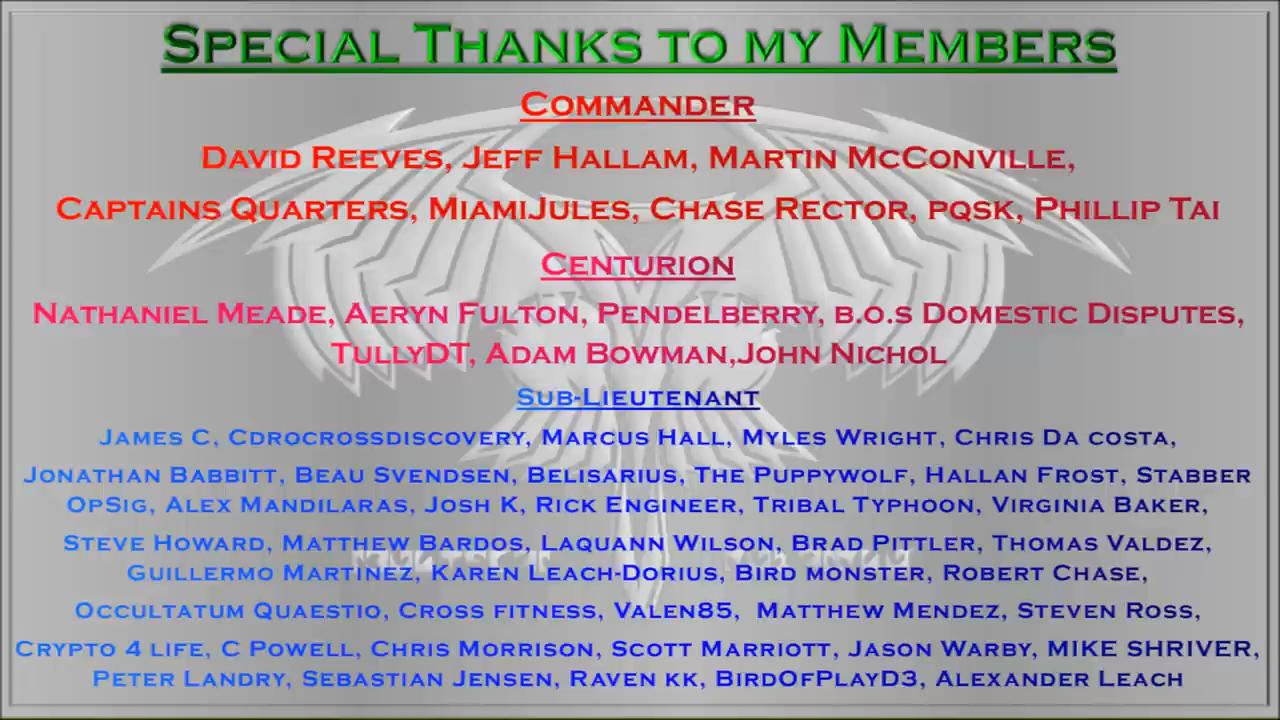 Special Thanks to my Members
Commander
David Reeves, Jeff Hallam, Martin McConville,
Captains Quarters, MiamiJules, Chase Rector, pqsk, Phillip Tai
Centurion
Nathaniel Meade, Aeryn Fulton, Pendelberry, b.o.s Domestic Disputes,
TullyDT, Adam Bowman,John Nichol
Sub-Lieutenant
James C, Cdrocrossdiscovery, Marcus Hall, Myles Wright, Chris Da costa,
Jonathan Babbitt, Beau Svendsen, Belisarius, The Puppywolf, Hallan Frost, Stabber
OpSig, Alex Mandilaras, Josh K, Rick Engineer, Tribal Typhoon, Virginia Baker,
Steve Howard, Matthew Bardos, Laquann Wilson, Brad Pittler, Thomas Valdez,
Guillermo Martinez, Karen Leach-Dorius, Bird monster, Robert Chase,
Occultatum Quaestio, Cross fitness, Valen85, Matthew Mendez, Steven Ross,
Crypto 4 life, C Powell, Chris Morrison, Scott Marriott, Jason Warby, MIKE SHRIVER,
Peter Landry, Sebastian Jensen, Raven kk, BirdOfPlayD3, Alexander Leach